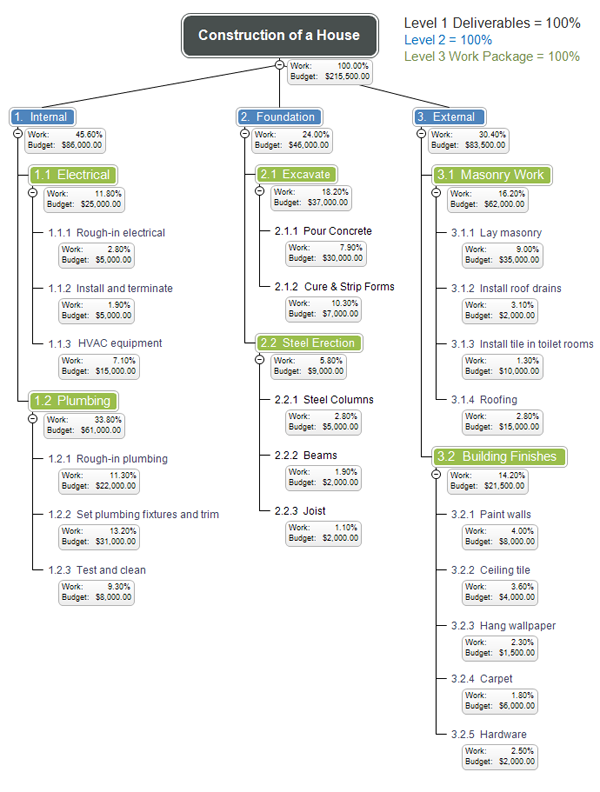 Construction of a House
Level 1 Deliverables = 100%
Level 2 = 100%
Level 3 Work Package = 100%
Work: 100.00%
Budget: $215,500.00
1. Internal
Work: 45.60%
Budget: $86,000.00
1.1 Electrical
Work: 11.80%
Budget: $25,000.00
1.1.1 Rough-in electrical
Work: 2.80%
Budget: $5,000.00
1.1.2 Install and terminate
Work: 1.90%
Budget: $5,000.00
1.1.3 HVAC equipment
Work: 7.10%
Budget: $15,000.00
1.2 Plumbing
Work: 33.80%
Budget: $61,000.00
1.2.1 Rough-in plumbing
Work: 11.30%
Budget: $22,000.00
1.2.2 Set plumbing fixtures and trim
Work: 13.20%
Budget: $31,000.00
1.2.3 Test and clean
Work: 9.30%
Budget: $8,000.00
2. Foundation
Work: 24.00%
Budget: $46,000.00
2.1 Excavate
Work: 18.20%
Budget: $37,000.00
2.1.1 Pour Concrete
Work: 7.90%
Budget: $30,000.00
2.1.2 Cure & Strip Forms
Work: 10.30%
Budget: $7,000.00
2.2 Steel Erection
Work: 5.80%
Budget: $9,000.00
2.2.1 Steel Columns
Work: 2.80%
Budget: $5,000.00
2.2.2 Beams
Work: 1.90%
Budget: $2,000.00
2.2.3 Joist
Work: 1.10%
Budget: $2,000.00
3. External
Work: 30.40%
Budget: $83,500.00
3.1 Masonry Work
Work: 16.20%
Budget: $62,000.00
3.1.1 Lay masonry
Work: 9.00%
Budget: $35,000.00
3.1.2 Install roof drains
Work: 3.10%
Budget: $2,000.00
3.1.3 Install tile in toilet rooms
Work: 1.30%
Budget: $10,000.00
3.1.4 Roofing
Work: 2.80%
Budget: $15,000.00
3.2 Building Finishes
Work: 14.20%
Budget: $21,500.00
3.2.1 Paint walls
Work: 4.00%
Budget: $8,000.00
3.2.2 Ceiling tile
Work: 3.60%
Budget: $4,000.00
3.2.3 Hang wallpaper
Work: 2.30%
Budget: $1,500.00
3.2.4 Carpet
Work: 1.80%
Budget: $6,000.00
3.2.5 Hardware
Work: 2.50%
Budget: $2,000.00